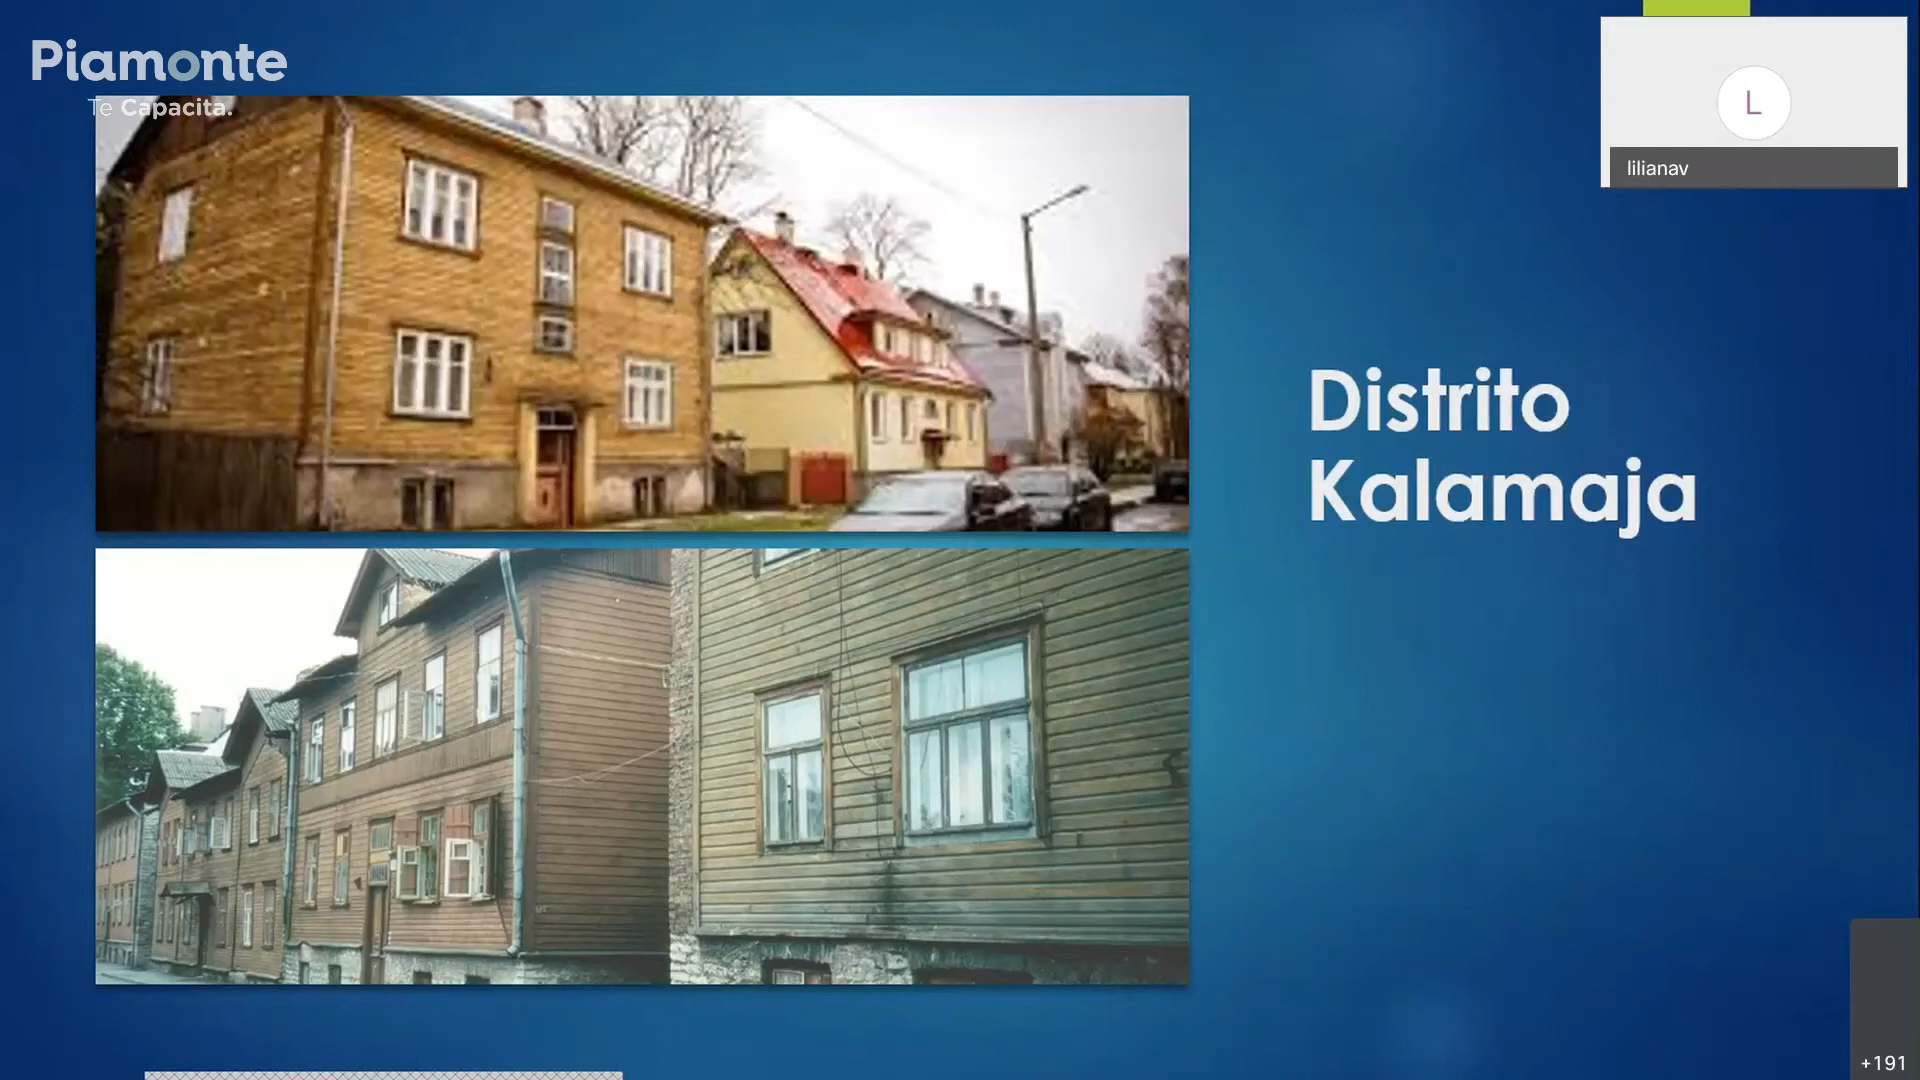 Piamonte
Te Capacita.
L
lilianav
Distrito
Kalamaja
+191